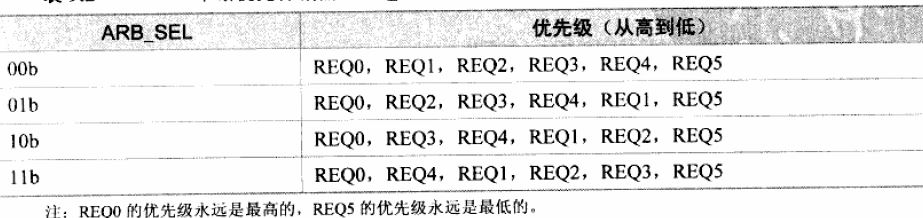 ARB_SEL 优先级（从高到低）
00b REQ0，REQ1，REQ2，REQ3，REQ4，REQ5
01b REQ0，REQ2，REQ3，REQ4，REQ1，REQ5
10b REQ0，REQ3，REQ4，REQ1，REQ2，REQ5
11b REQ0，REQ4，REQ1，REQ2，REQ3，REQ5
注：REQ0 的优先级永远是最高的，REQ5 的优先级永远是最低的。